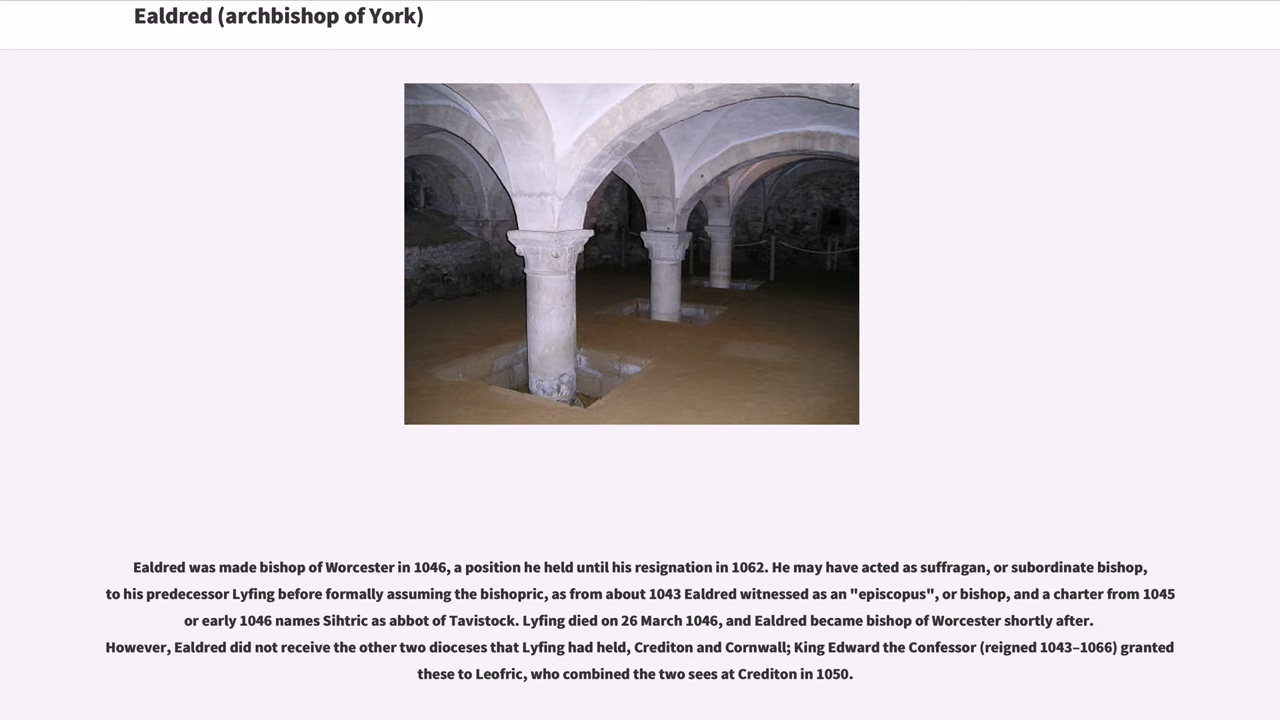 Ealdred (archbishop of York)
Ealdred was made bishop of Worcester in 1046, a position he held until his resignation in 1062. He may have acted as suffragan, or subordinate bishop,
to his predecessor Lyfing before formally assuming the bishopric, as from about 1043 Ealdred witnessed as an "episcopus", or bishop, and a charter from 1045
or early 1046 names Sihtric as abbot of Tavistock. Lyfing died on 26 March 1046, and Ealdred became bishop of Worcester shortly after.
However, Ealdred did not receive the other two dioceses that Lyfing had held, Crediton and Cornwall; King Edward the Confessor (reigned 1043–1066) granted
these to Leofric, who combined the two sees at Crediton in 1050.